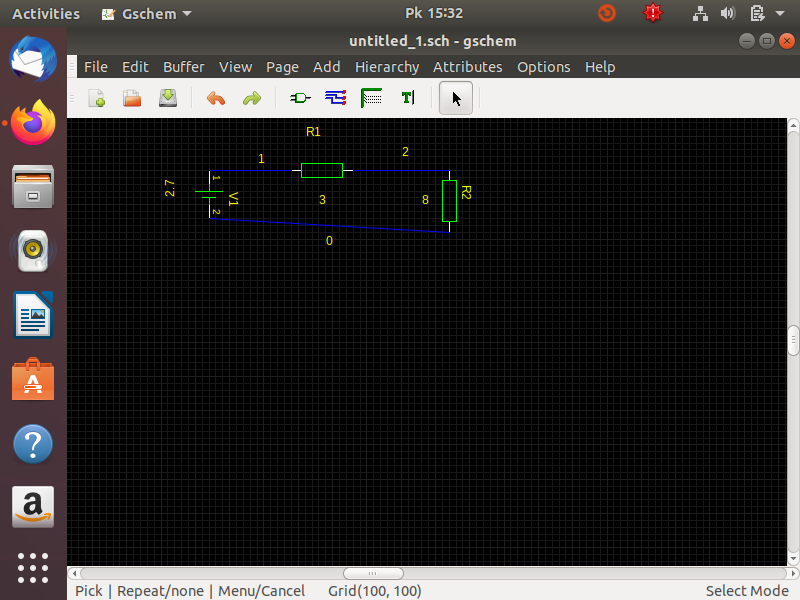 Activities Gschem Pk 15:32
untitled_1.sch - gschem
File Edit Buffer View Page Add Hierarchy Attributes Options Help
R1
1
2
2.7
1
2
V1
3
8
R2
0
Pick | Repeat/none | Menu/Cancel Grid(100, 100) Select Mode